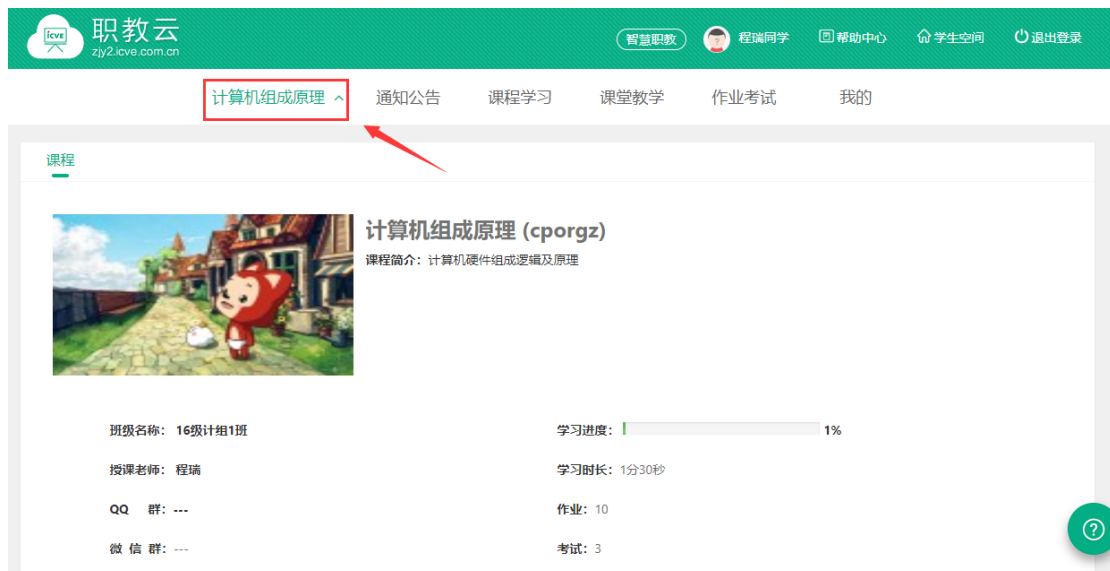 icve 职教云
zjy2.icve.com.cn
智慧职教 程瑞同学 帮助中心 学生空间 退出登录
计算机组成原理 通知公告 课程学习 课堂教学 作业考试 我的
课程
计算机组成原理 (cporgz)
课程简介：计算机硬件组成逻辑及原理
班级名称： 16级计组1班 学习进度： 1%
授课老师： 程瑞 学习时长：1分30秒
QQ 群：--- 作业：10
微 信 群：--- 考试：3